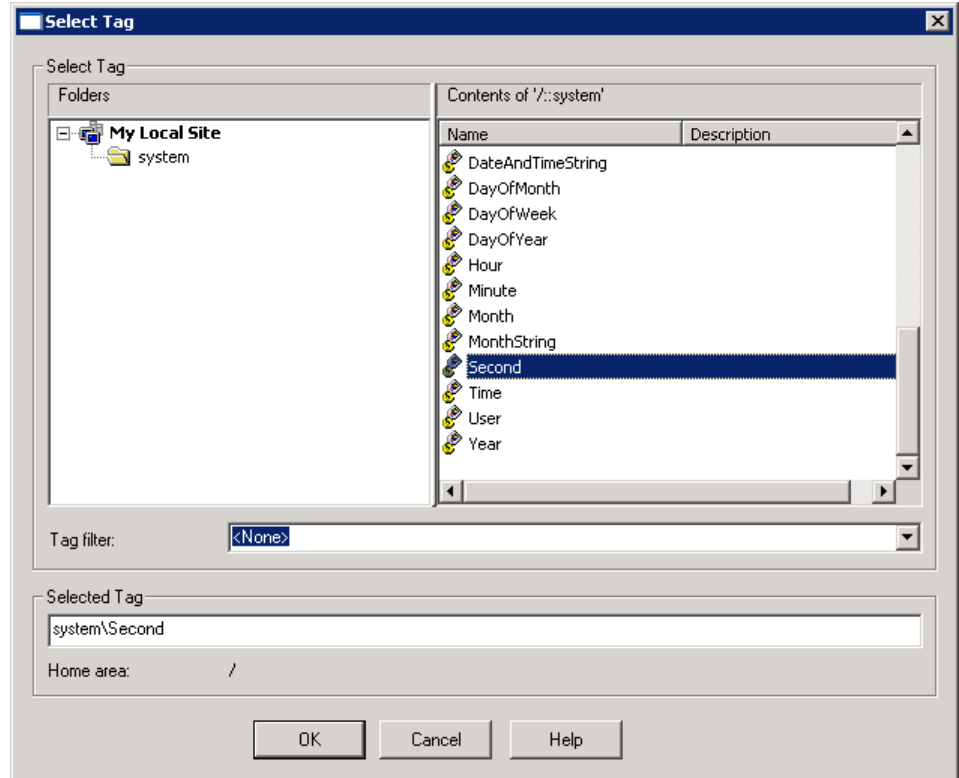 Select Tag
Select Tag
Folders
Contents of '/::system'
My Local Site
system
Name Description
DateAndTimeString
DayOfMonth
DayOfWeek
DayOfYear
Hour
Minute
Month
MonthString
Second
Time
User
Year
Tag filter: <None>
Selected Tag
system\Second
Home area: /
OK Cancel Help